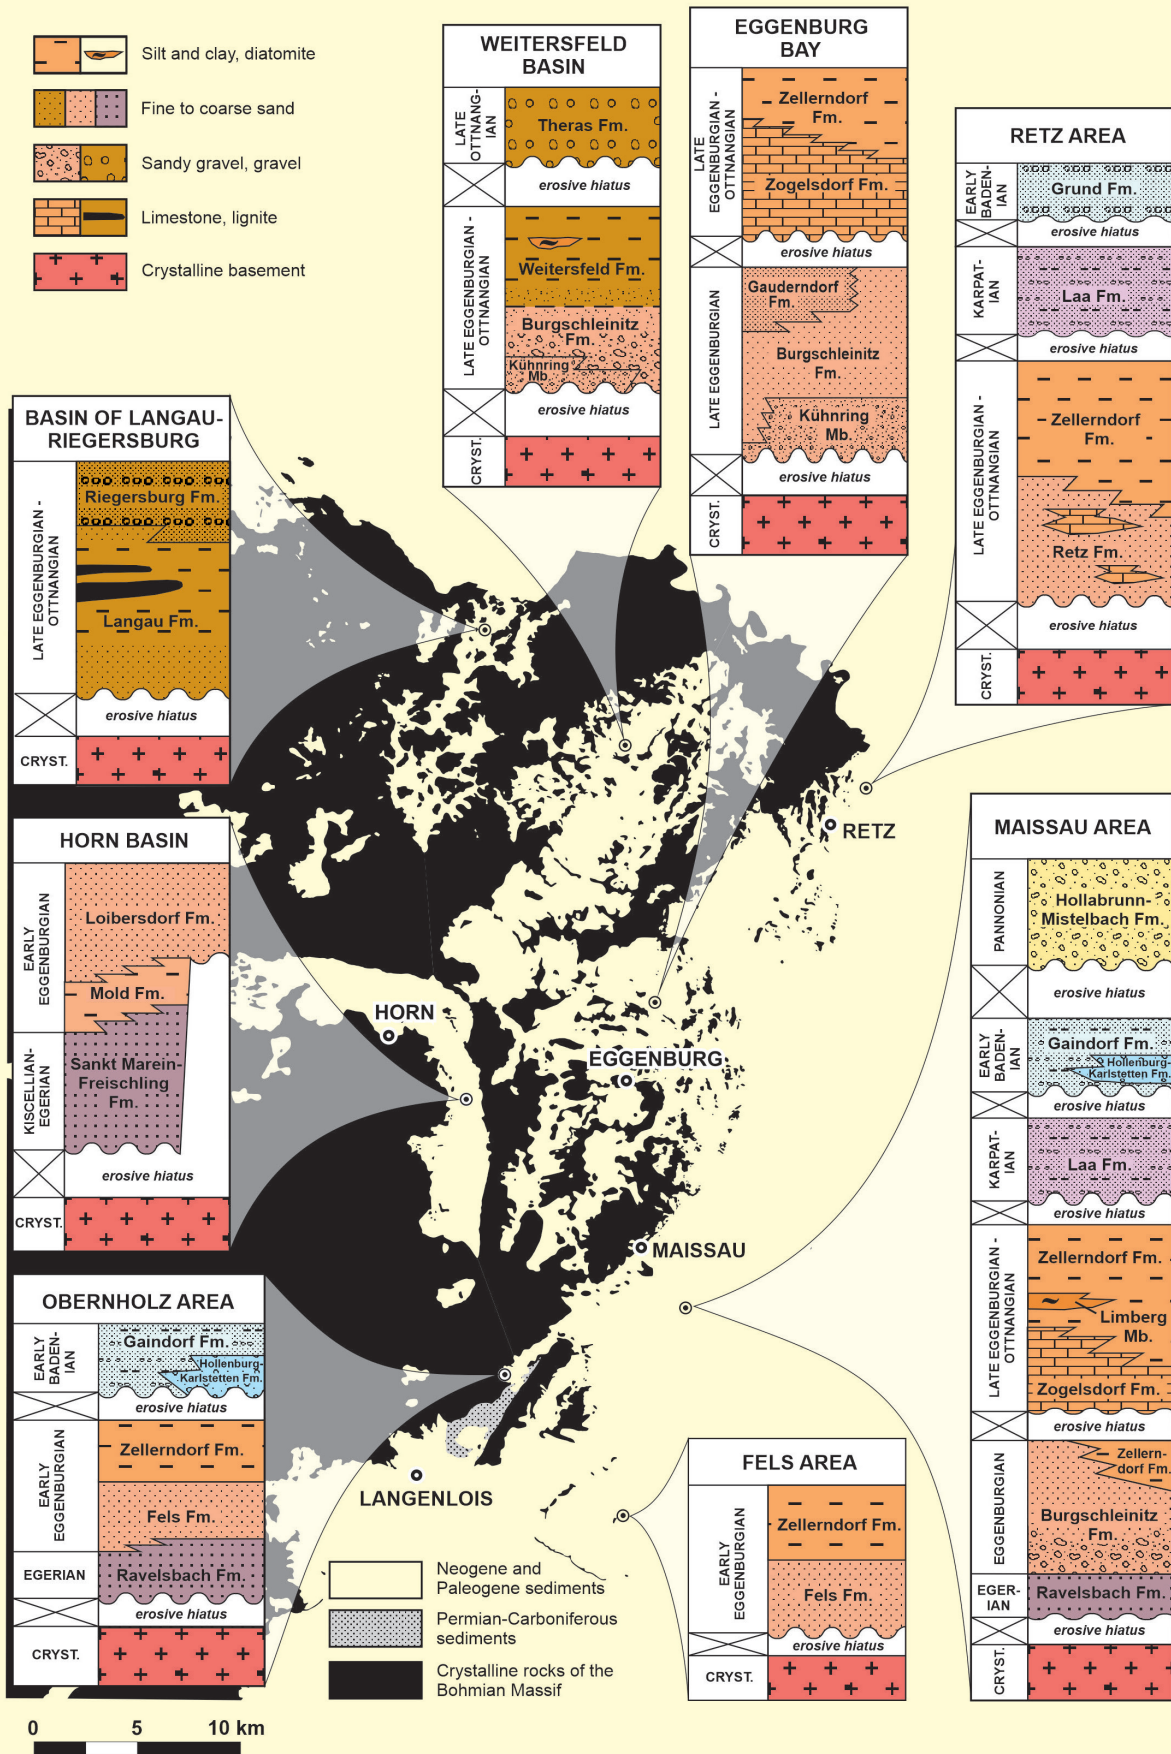 Silt and clay, diatomite
Fine to coarse sand
Sandy gravel, gravel
Limestone, lignite
Crystalline basement
WEITERSFELD
BASIN
LATE
OTTNANG-
IAN
Theras Fm.
erosive hiatus
LATE EGGENBURGIAN -
OTTNANGIAN
Weitersfeld Fm.
Burgschleinitz
Fm.
Kühnring
Mb.
erosive hiatus
CRYST.
EGGENBURG
BAY
LATE
EGGENBURGIAN -
OTTNANGIAN
Zellerndorf
Fm.
Zogelsdorf Fm.
erosive hiatus
LATE EGGENBURGIAN
Gauderndorf
Fm.
Burgschleinitz
Fm.
Kühnring
Mb.
erosive hiatus
CRYST.
RETZ AREA
EARLY
BADEN-
IAN
Grund Fm.
erosive hiatus
KARPAT-
IAN
Laa Fm.
erosive hiatus
LATE EGGENBURGIAN -
OTTNANGIAN
Zellerndorf
Fm.
Retz Fm.
erosive hiatus
CRYST.
BASIN OF LANGAU-
RIEGERSBURG
LATE EGGENBURGIAN -
OTTNANGIAN
Riegersburg Fm.
Langau Fm.
erosive hiatus
CRYST.
HORN BASIN
EARLY
EGGENBURGIAN
Loibersdorf Fm.
Mold Fm.
KISCELLIAN-
EGERIAN
Sankt Marein-
Freischling
Fm.
erosive hiatus
CRYST.
RETZ
HORN
EGGENBURG
MAISSAU
LANGENLOIS
MAISSAU AREA
PANNONIAN
Hollabrunn-
Mistelbach Fm.
erosive hiatus
EARLY
BADEN-
IAN
Gaindorf Fm.
Hollenburg-
Karlstetten Fm.
erosive hiatus
KARPAT-
IAN
Laa Fm.
erosive hiatus
LATE EGGENBURGIAN -
OTTNANGIAN
Zellerndorf Fm.
Limberg
Mb.
Zogelsdorf Fm.
erosive hiatus
EGGENBURGIAN
Zellern-
dorf Fm.
Burgschleinitz
Fm.
EGER-
IAN
Ravelsbach Fm.
erosive hiatus
CRYST.
OBERNHOLZ AREA
EARLY
BADEN-
IAN
Gaindorf Fm.
Hollenburg-
Karlstetten Fm.
erosive hiatus
EARLY
EGGENBURGIAN
Zellerndorf Fm.
Fels Fm.
EGERIAN
Ravelsbach Fm.
erosive hiatus
CRYST.
FELS AREA
EARLY
EGGENBURGIAN
Zellerndorf Fm.
Fels Fm.
erosive hiatus
CRYST.
Neogene and
Paleogene sediments
Permian-Carboniferous
sediments
Crystalline rocks of the
Bohmian Massif
0 5 10 km